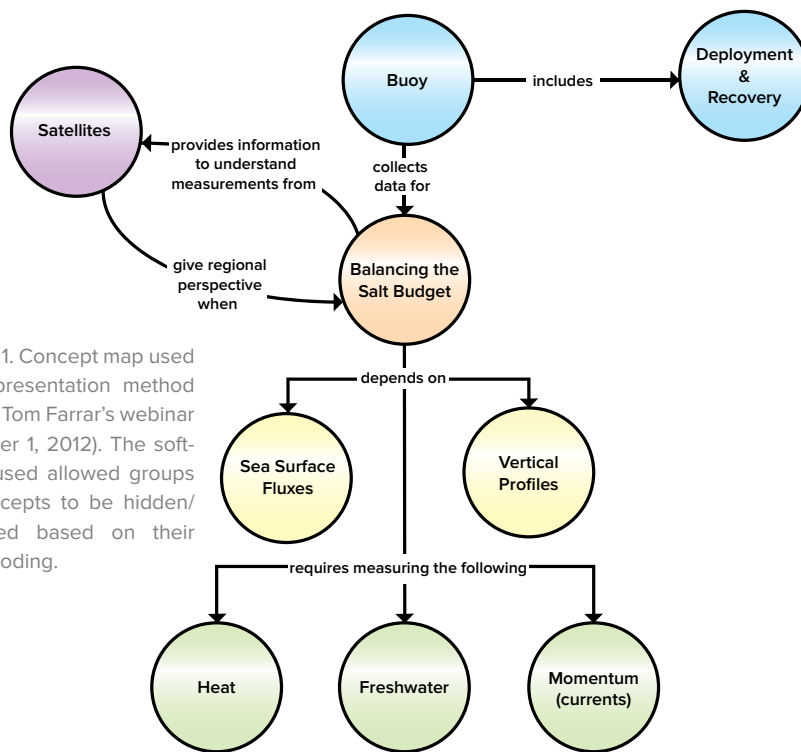 Buoy
includes
Deployment
&
Recovery
Satellites
provides information
to understand
measurements from
collects
data for
Balancing the
Salt Budget
give regional
perspective
when
1. Concept map used
presentation method
Tom Farrar's webinar
er 1, 2012). The soft-
used allowed groups
cepts to be hidden/
ed based on their
oding.
depends on
Sea Surface
Fluxes
Vertical
Profiles
requires measuring the following
Heat
Freshwater
Momentum
(currents)